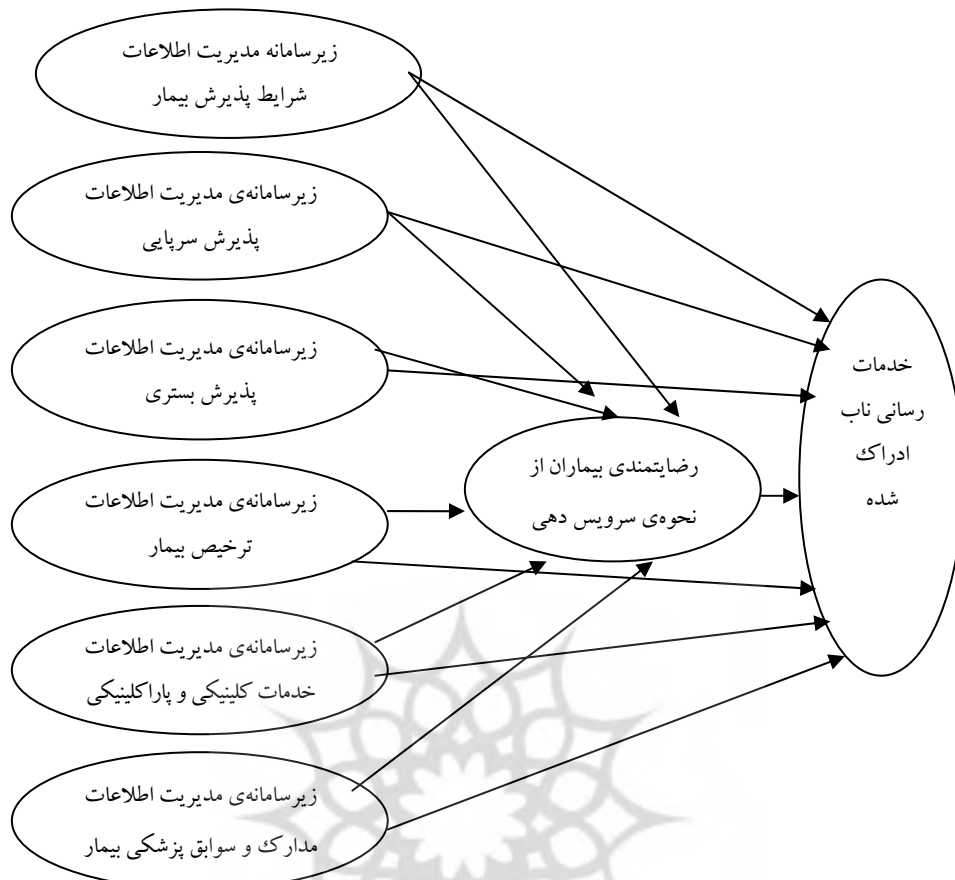 زیرسامانه مدیریت اطلاعات
شرایط پذیرش بیمار
زیرسامانه‌ی مدیریت اطلاعات
پذیرش سرپایی
زیرسامانه‌ی مدیریت اطلاعات
پذیرش بستری
زیرسامانه‌ی مدیریت اطلاعات
ترخیص بیمار
زیرسامانه‌ی مدیریت اطلاعات
خدمات کلینیکی و پاراکلینیکی
زیرسامانه‌ی مدیریت اطلاعات
مدارک و سوابق پزشکی بیمار
رضایتمندی بیماران از
نحوه‌ی سرویس دهی
خدمات
رسانی ناب
ادراک
شده